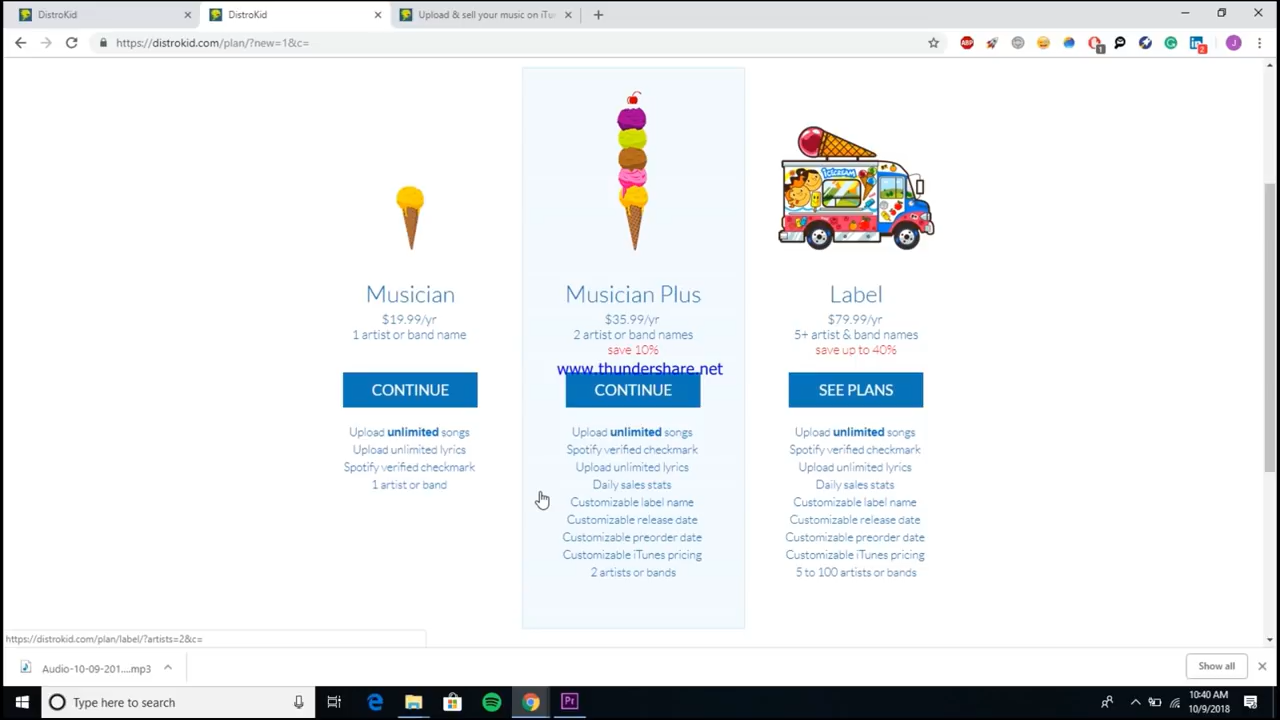 DistroKid
DistroKid
Upload & sell your music on iTun
https://distrokid.com/plan/?new=1&c=
ABP
1
2
J
ICECREAM
Musician
$19.99/yr
1 artist or band name
CONTINUE
Upload unlimited songs
Upload unlimited lyrics
Spotify verified checkmark
1 artist or band
Musician Plus
$35.99/yr
2 artist or band names
save 10%
www.thundershare.net
CONTINUE
Upload unlimited songs
Spotify verified checkmark
Upload unlimited lyrics
Daily sales stats
Customizable label name
Customizable release date
Customizable preorder date
Customizable iTunes pricing
2 artists or bands
Label
$79.99/yr
5+ artist & band names
save up to 40%
SEE PLANS
Upload unlimited songs
Spotify verified checkmark
Upload unlimited lyrics
Daily sales stats
Customizable label name
Customizable release date
Customizable preorder date
Customizable iTunes pricing
5 to 100 artists or bands
https://distrokid.com/plan/label/?artists=2&c=
Audio-10-09-201....mp3
Show all
Type here to search
Pr
10:40 AM
10/9/2018